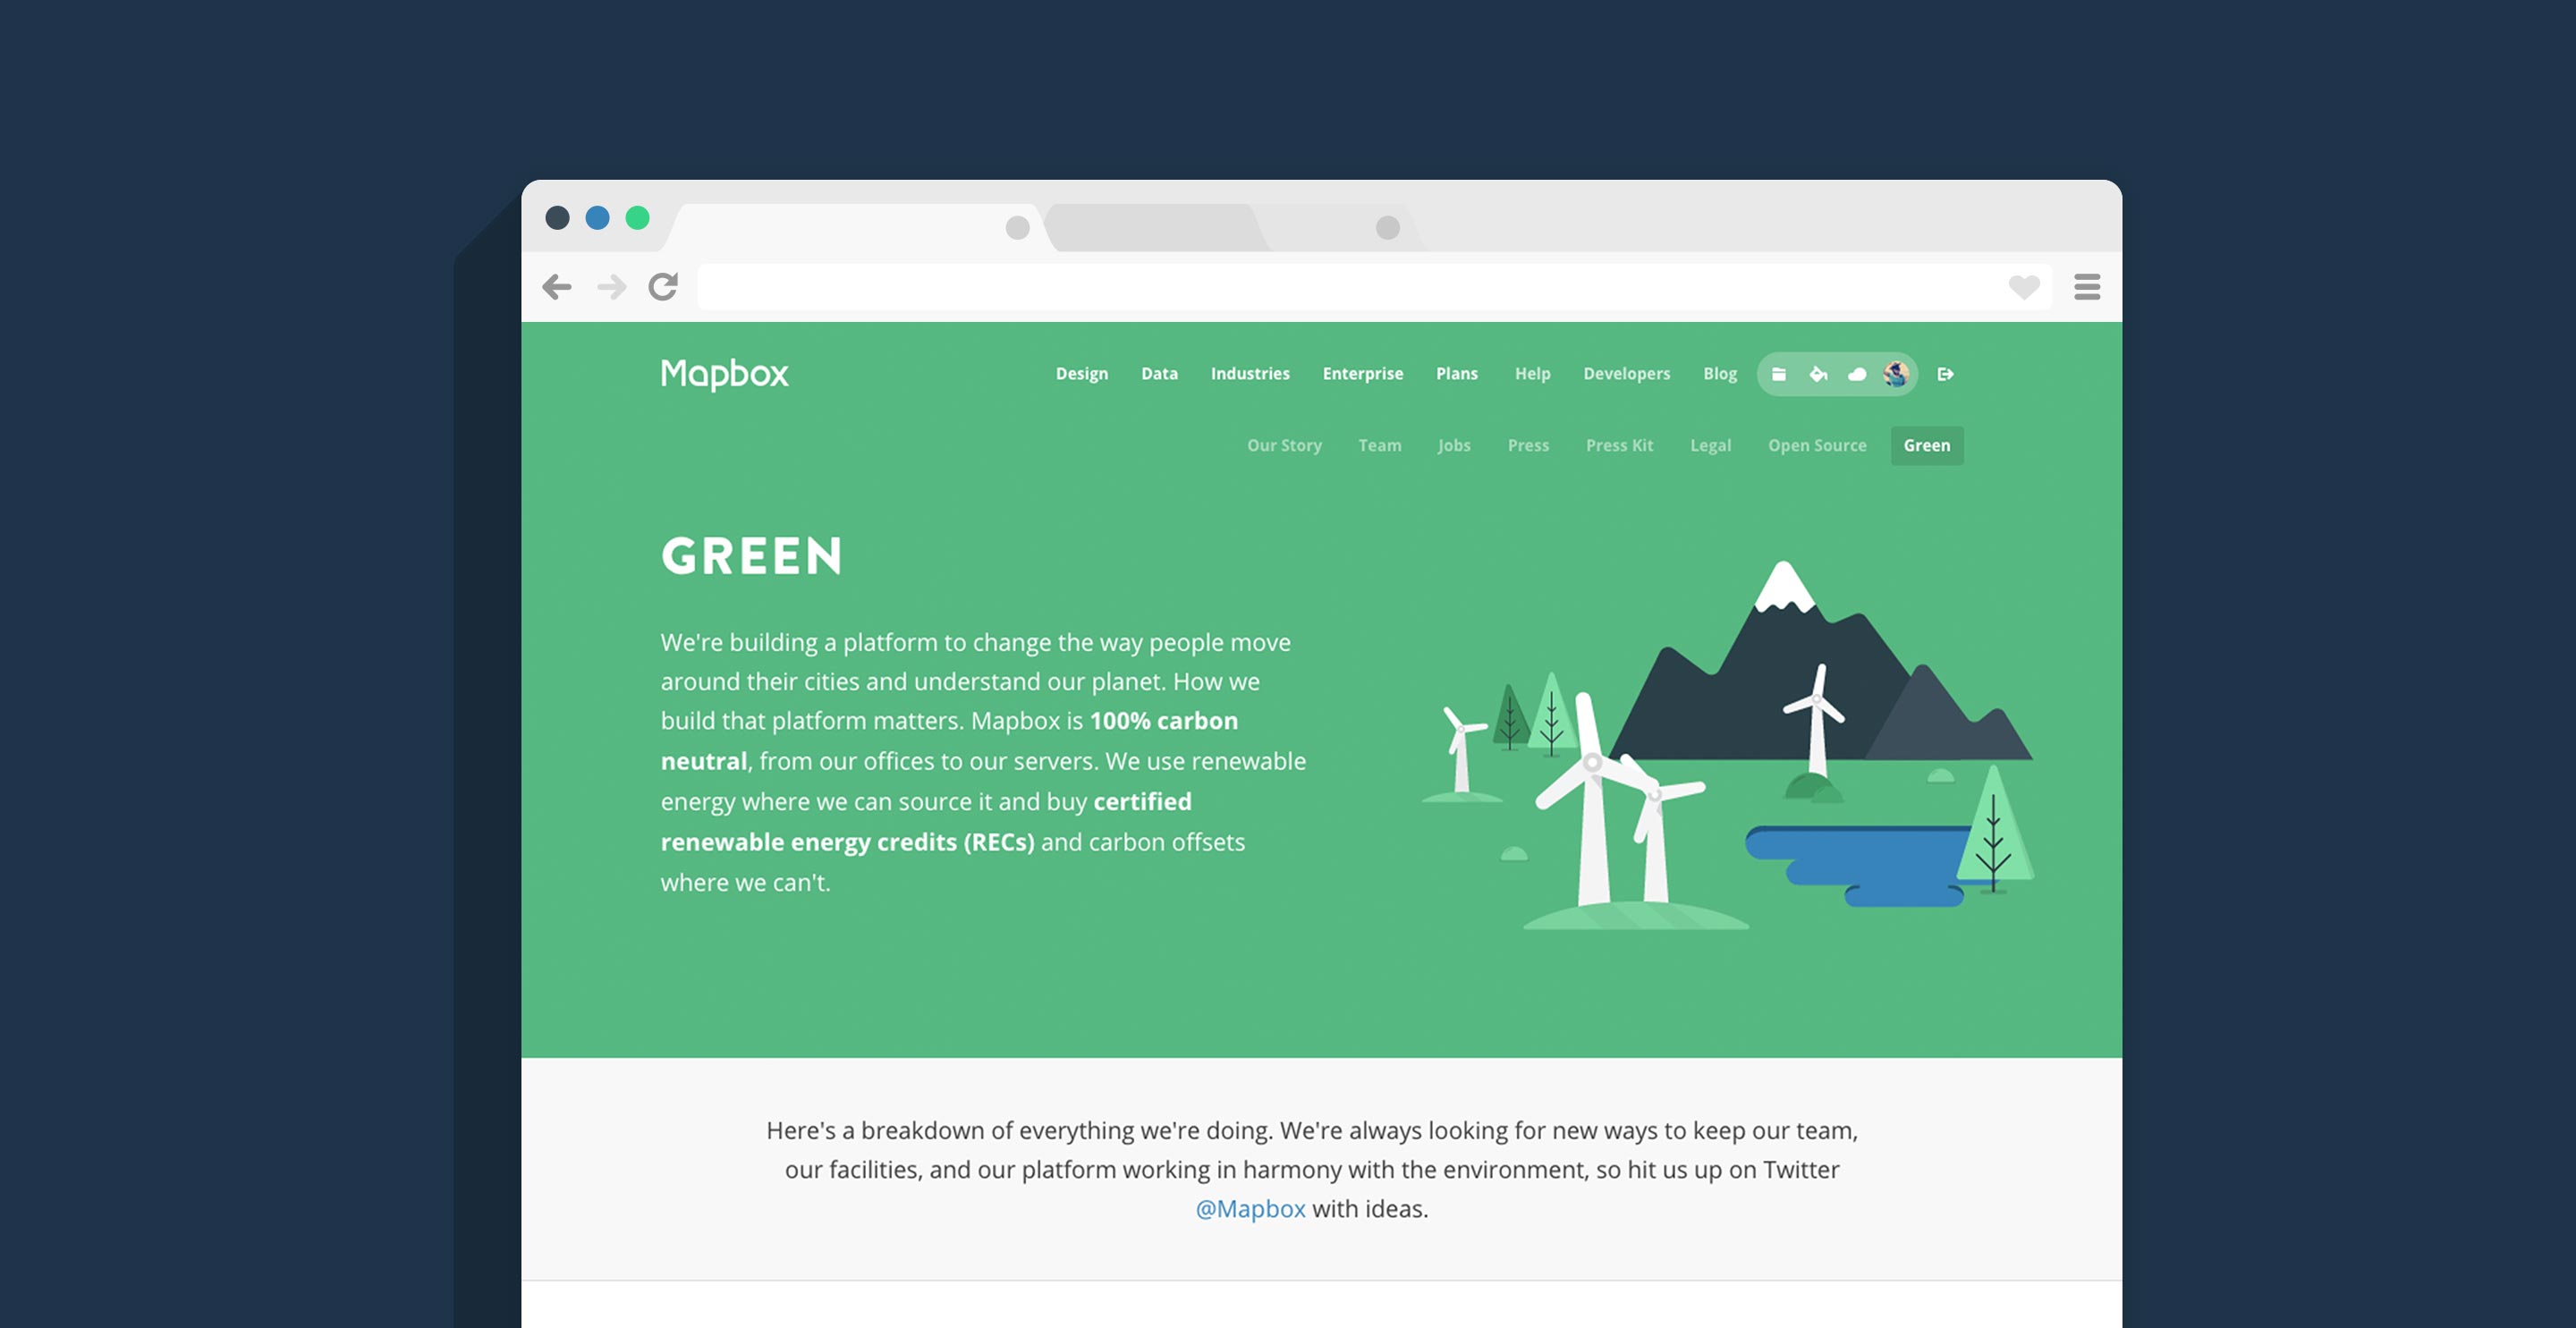 Mapbox
Design Data Industries Enterprise Plans Help Developers Blog
Our Story Team Jobs Press Press Kit Legal Open Source Green
GREEN
We're building a platform to change the way people move
around their cities and understand our planet. How we
build that platform matters. Mapbox is 100% carbon
neutral, from our offices to our servers. We use renewable
energy where we can source it and buy certified
renewable energy credits (RECs) and carbon offsets
where we can't.
Here's a breakdown of everything we're doing. We're always looking for new ways to keep our team,
our facilities, and our platform working in harmony with the environment, so hit us up on Twitter
@Mapbox with ideas.